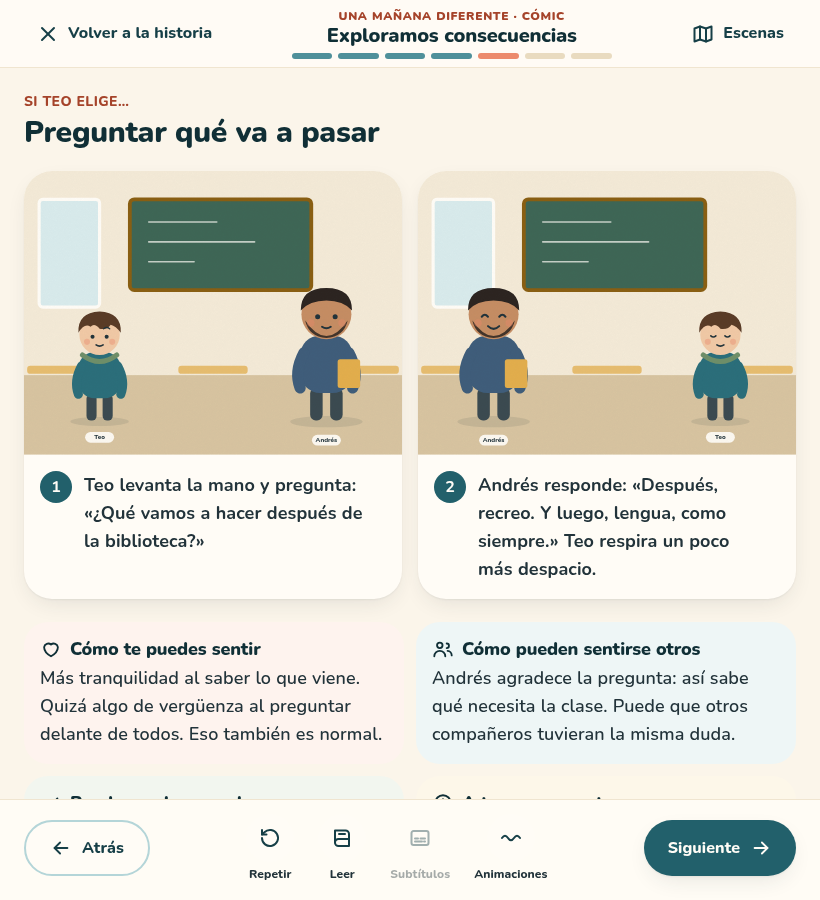 Volver a la historia
UNA MAÑANA DIFERENTE · CÓMIC
Exploramos consecuencias
Escenas
SI TEO ELIGE…
Preguntar qué va a pasar
Teo
Andrés
Andrés
Teo
1
Teo levanta la mano y pregunta:
«¿Qué vamos a hacer después de
la biblioteca?»
2
Andrés responde: «Después,
recreo. Y luego, lengua, como
siempre.» Teo respira un poco
más despacio.
Cómo te puedes sentir
Más tranquilidad al saber lo que viene.
Quizá algo de vergüenza al preguntar
delante de todos. Eso también es normal.
Cómo pueden sentirse otros
Andrés agradece la pregunta: así sabe
qué necesita la clase. Puede que otros
compañeros tuvieran la misma duda.
Atrás
Repetir
Leer
Subtítulos
Animaciones
Siguiente